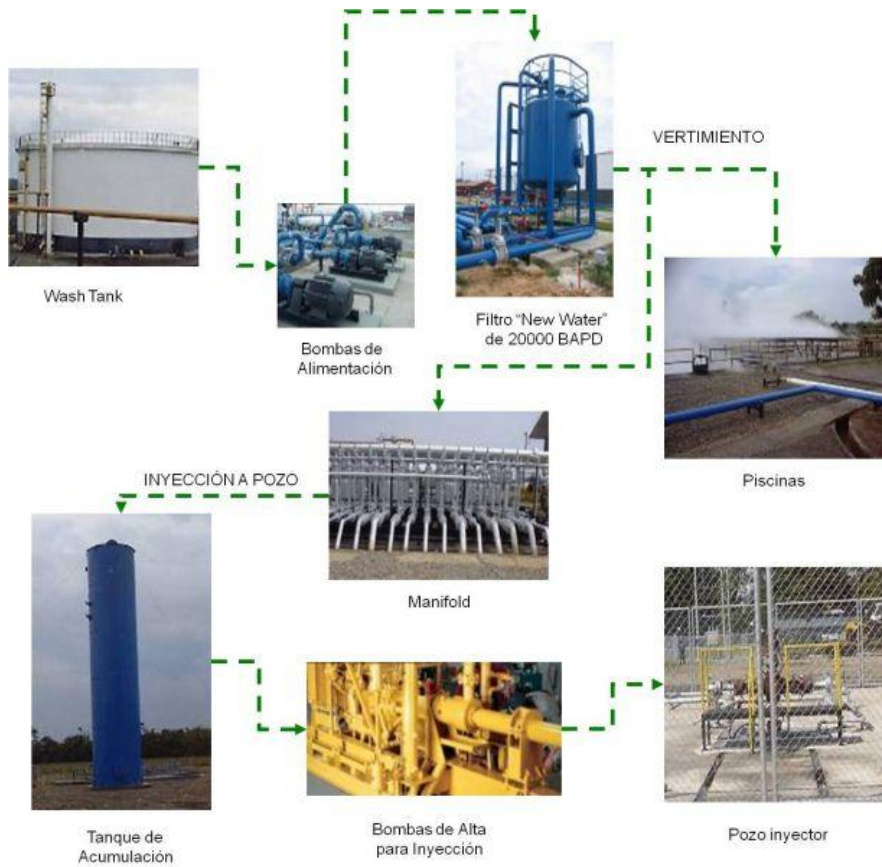 VERTIMIENTO
Wash Tank
Bombas de
Alimentación
Filtro "New Water"
de 20000 BAPD
Piscinas
INYECCIÓN A POZO
Manifold
Tanque de
Acumulación
Bombas de Alta
para Inyección
Pozo inyector